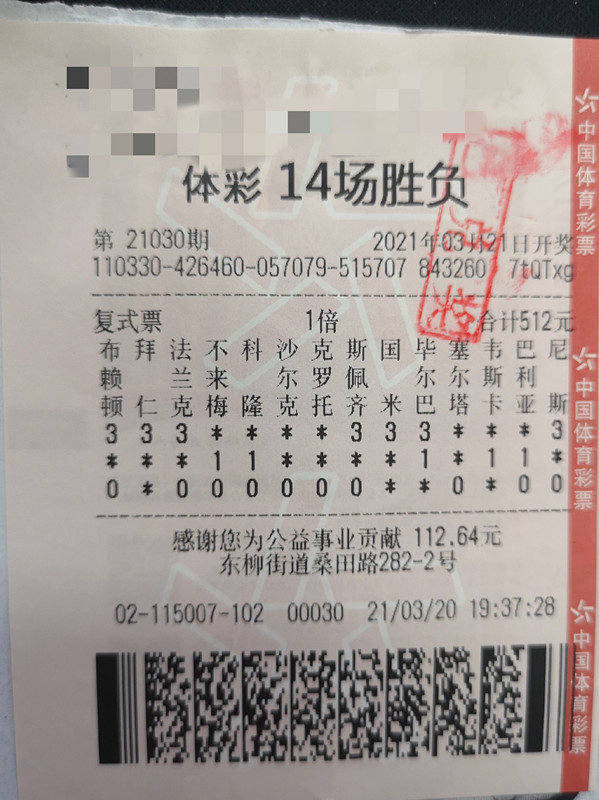 体彩 14场胜负
第 21030期 2021年03月21日开奖
110330-426460-057079-515707 843260 7tQTxg
复式票 1倍 合计512元
布 拜 法 不 科 沙 克 斯 国 毕 塞 韦 巴 尼
赖 兰 来 尔 罗 佩 尔 尔 斯 利
顿 仁 克 梅 隆 克 托 齐 米 巴 塔 卡 亚 斯
3 3 3 * * * * 3 3 3 * * * 3
* * * 1 1 * * * * 1 * 1 1 *
0 * 0 0 0 0 0 0 * * 0 * 0 0
感谢您为公益事业贡献 112.64元
东柳街道桑田路282-2号
02-115007-102 00030 21/03/20 19:37:28
中国体育彩票
中国体育彩票
中国体育彩票